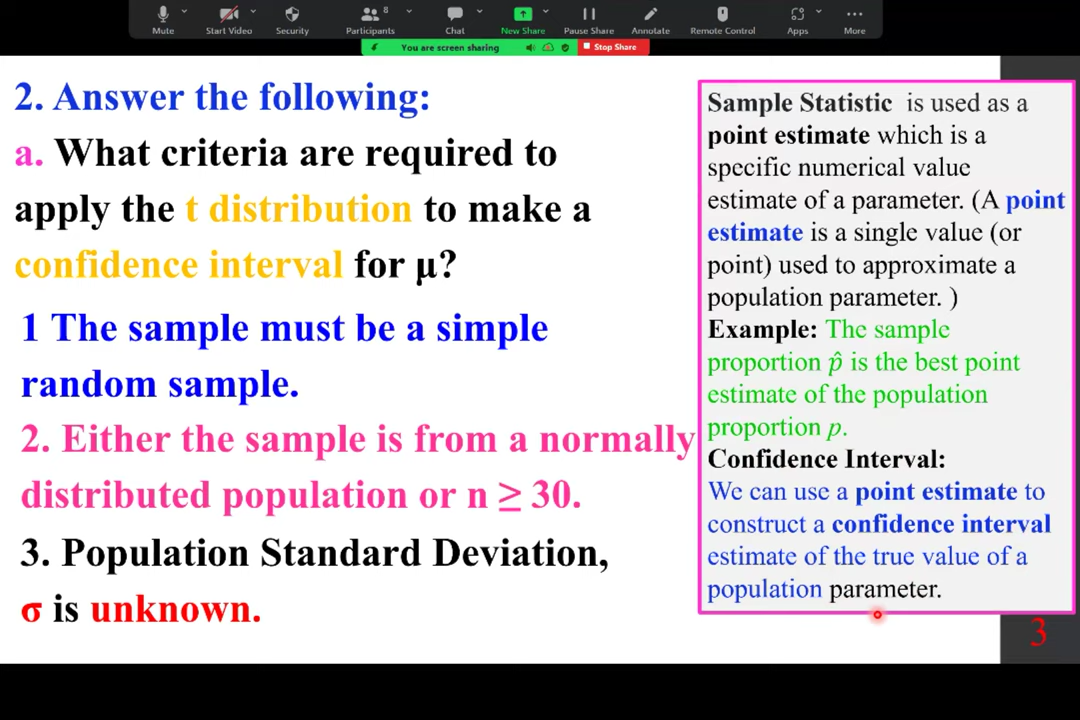 Mute
Start Video
Security
Participants
8
Chat
New Share
Pause Share
Annotate
Remote Control
Apps
More
You are screen sharing
Stop Share
2. Answer the following:
a. What criteria are required to
apply the t distribution to make a
confidence interval for μ?
1 The sample must be a simple
random sample.
2. Either the sample is from a normally
distributed population or n ≥ 30.
3. Population Standard Deviation,
σ is unknown.
Sample Statistic is used as a
point estimate which is a
specific numerical value
estimate of a parameter. (A point
estimate is a single value (or
point) used to approximate a
population parameter. )
Example: The sample
proportion p̂ is the best point
estimate of the population
proportion p.
Confidence Interval:
We can use a point estimate to
construct a confidence interval
estimate of the true value of a
population parameter.
3